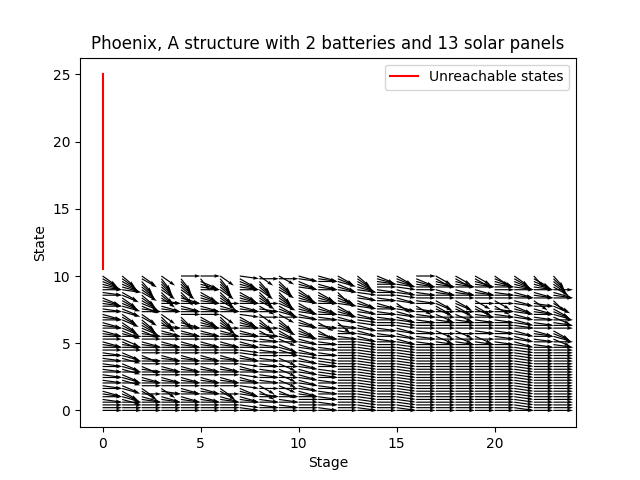 Phoenix, A structure with 2 batteries and 13 solar panels
Unreachable states
25
20
15
10
5
0
State
0 5 10 15 20
Stage